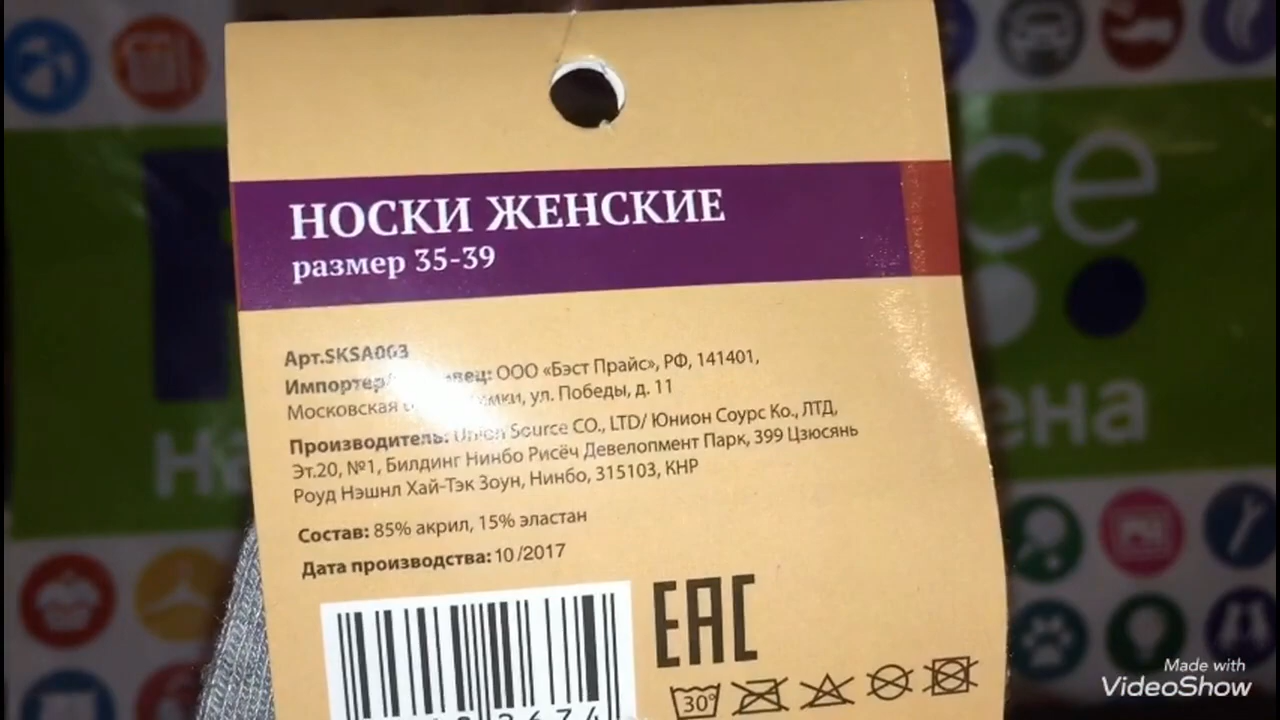 НОСКИ ЖЕНСКИЕ
размер 35-39
Арт.SKSA003
ООО «Бэст Прайс», РФ, 141401,
Московская ул. Победы, д. 11
Производитель: Union Source CO., LTD/ Юнион Соурс Ко., ЛТД,
Эт.20, №1, Билдинг Нинбо Рисёч Девелопмент Парк, 399 Цзюсянь
Роуд Нэшнл Хай-Тэк Зоун, Нинбо, 315103, КНР
Состав: 85% акрил, 15% эластан
Дата производства: 10/2017
EAC
30°
Made with
VideoShow